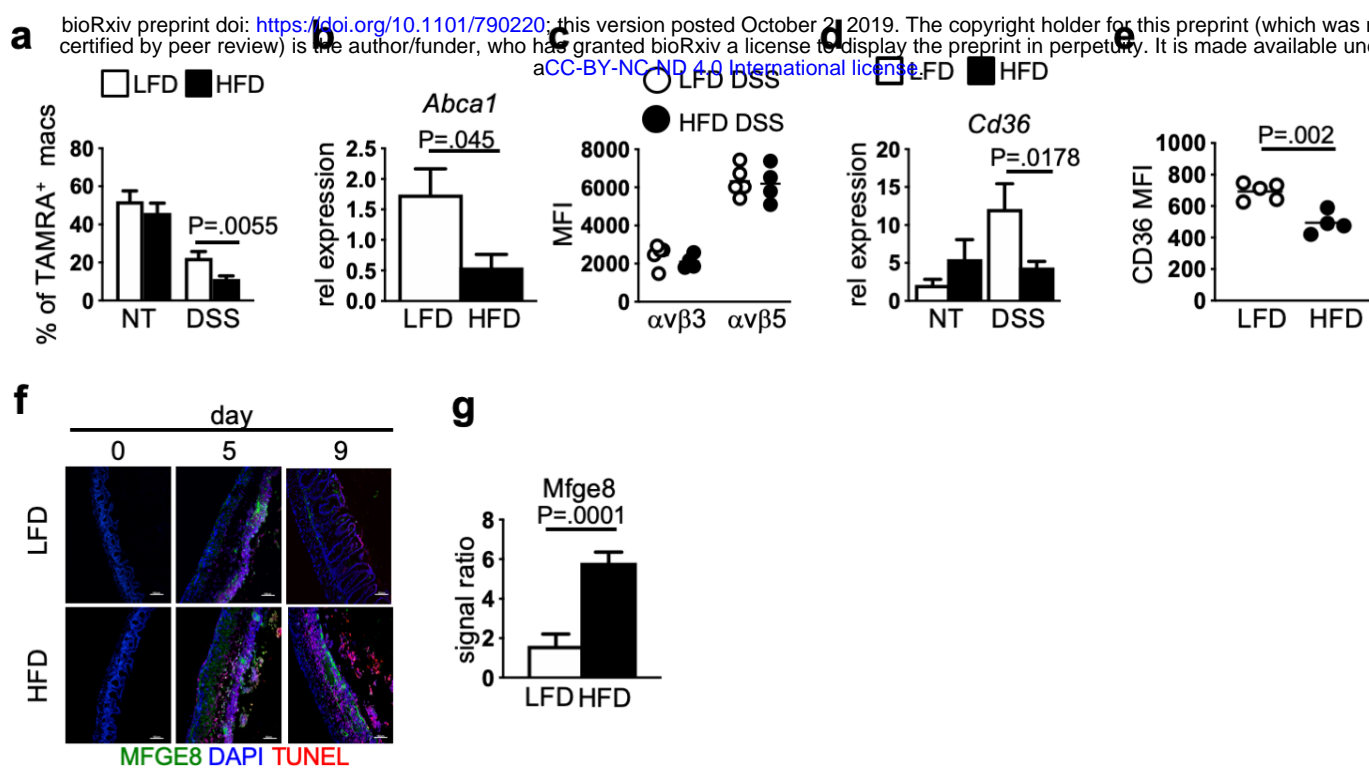 bioRxiv preprint doi: https://doi.org/10.1101/790220; this version posted October 2, 2019. The copyright holder for this preprint (which was
certified by peer review) is the author/funder, who has granted bioRxiv a license to display the preprint in perpetuity. It is made available
aCC-BY-NC-ND 4.0 International license.
a b c d e
LFD HFD
% of TAMRA+ macs
80
60
40
20
0
P=.0055
NT DSS
Abca1
P=.045
rel expression
2.5
2.0
1.5
1.0
0.5
0.0
LFD HFD
LFD DSS
HFD DSS
MFI
8000
6000
4000
2000
0
αvβ3 αvβ5
LFD HFD
Cd36
P=.0178
rel expression
20
15
10
5
0
NT DSS
P=.002
CD36 MFI
1000
800
600
400
200
0
LFD HFD
f
day
0 5 9
LFD
HFD
MFGE8 DAPI TUNEL
g
Mfge8
P=.0001
signal ratio
8
6
4
2
0
LFD HFD